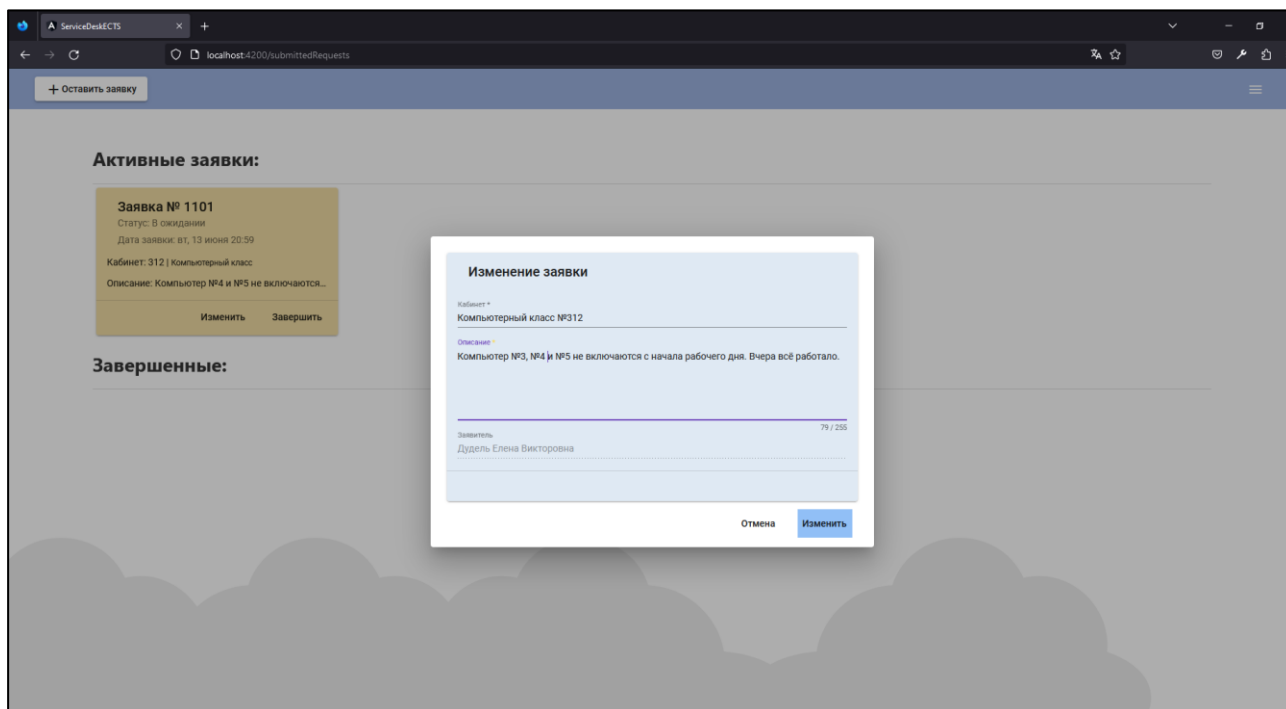 ServiceDeskECTS
localhost:4200/submittedRequests
+ Оставить заявку
Активные заявки:
Заявка № 1101
Статус: В ожидании
Дата заявки: вт, 13 июня 20:59
Кабинет: 312 | Компьютерный класс
Описание: Компьютер №4 и №5 не включаются...
Изменить Завершить
Завершенные:
Изменение заявки
Кабинет *
Компьютерный класс №312
Описание *
Компьютер №3, №4 и №5 не включаются с начала рабочего дня. Вчера всё работало.
79 / 255
Заявитель
Дудель Елена Викторовна
Отмена Изменить